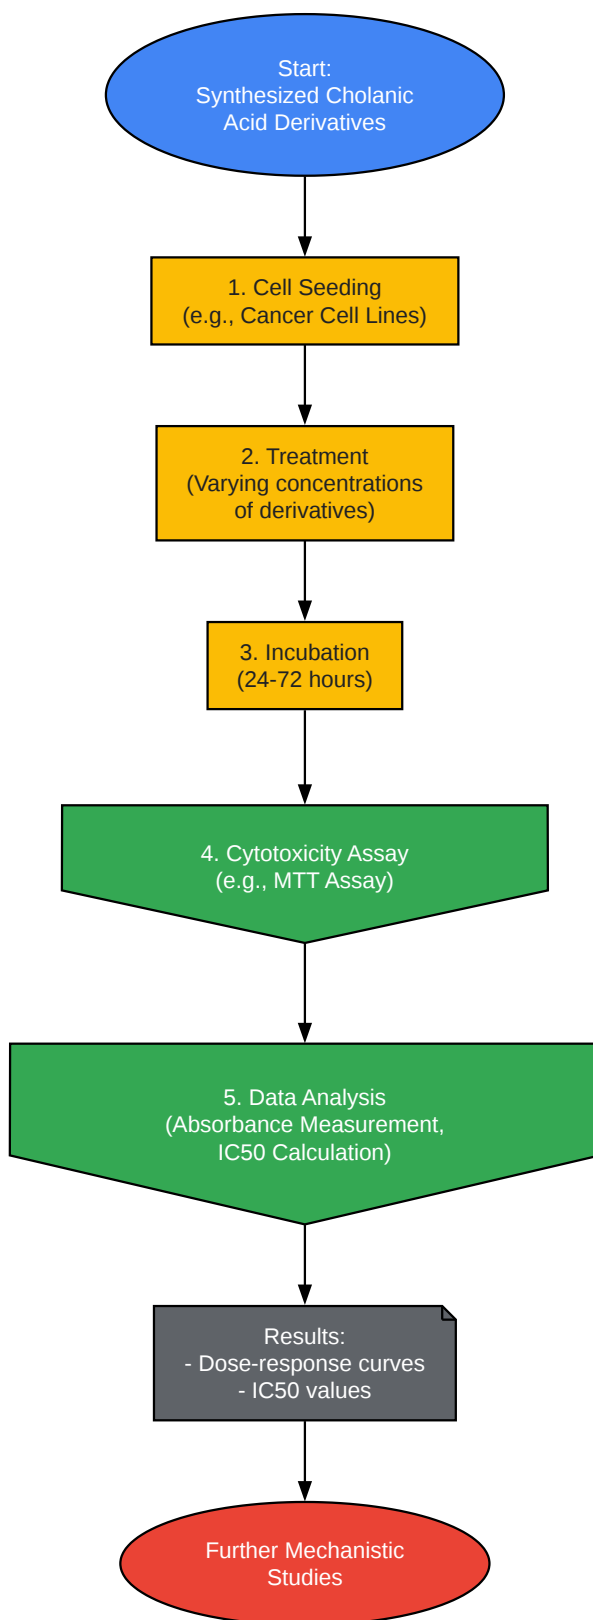 Start:
Synthesized Cholanic
Acid Derivatives
1. Cell Seeding
(e.g., Cancer Cell Lines)
2. Treatment
(Varying concentrations
of derivatives)
3. Incubation
(24-72 hours)
4. Cytotoxicity Assay
(e.g., MTT Assay)
5. Data Analysis
(Absorbance Measurement,
IC50 Calculation)
Results:
- Dose-response curves
- IC50 values
Further Mechanistic
Studies